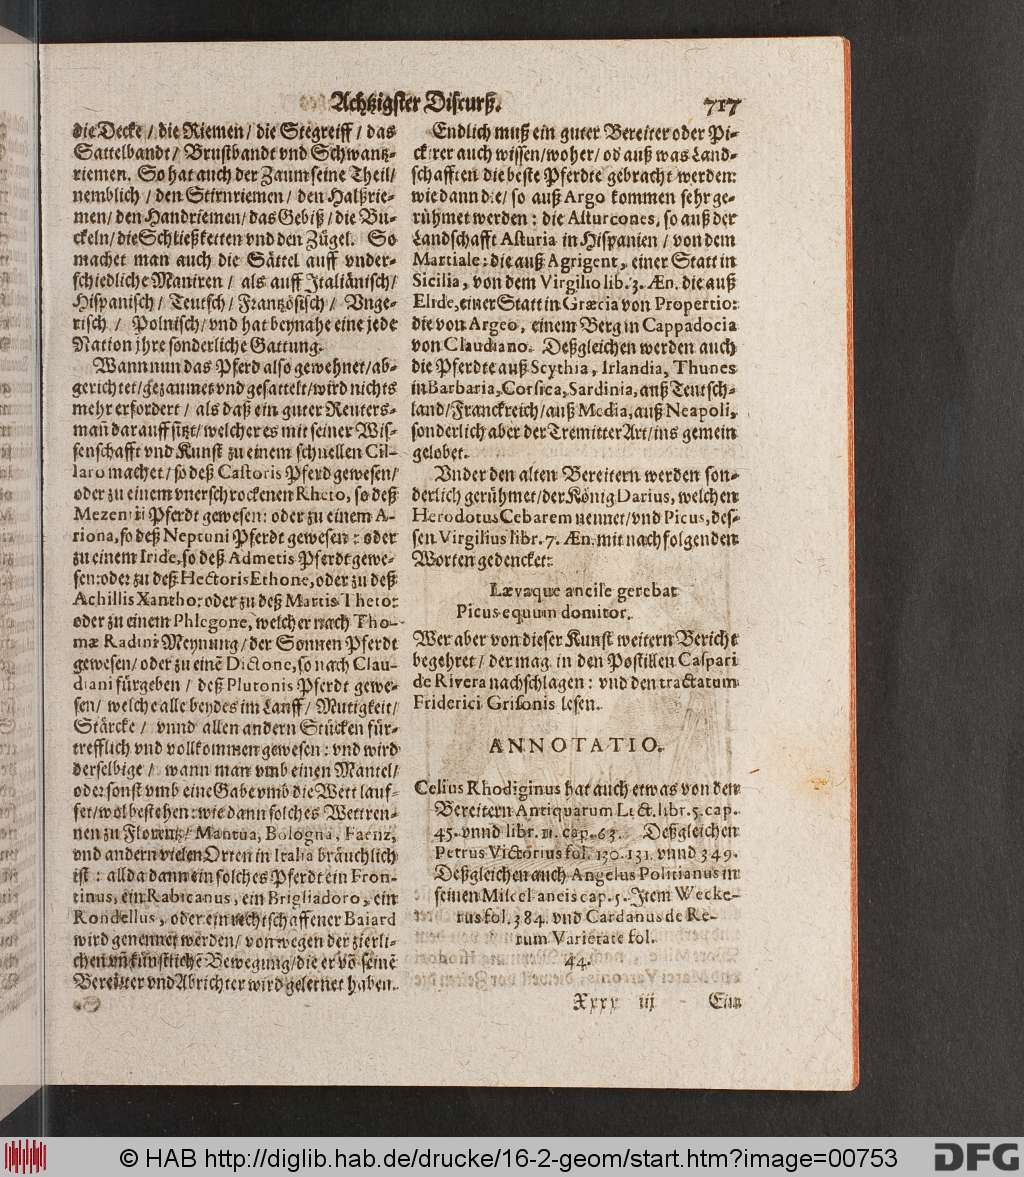 Achtzigster Discurß.
717
die Decke / die Riemen / die Stegreiff / das
Sattelbandt / Brustbandt vnd Schwantz-
riemen. So hat auch der Zaum seine Theil /
nemblich / den Stirnriemen / den Halßrie-
men / den Handriemen / das Gebiß / die Bu-
ckeln / die Schließketten vnd den Zügel. So
machet man auch die Sättel auff vnder-
schiedliche Maniren / als auff Italiänisch /
Hispanisch / Teutsch / Frantzösisch / Vnge-
risch / Polnisch / vnd hat beynahe eine jede
Nation jhre sonderliche Gattung.
Wann nun das Pferd also gewehnet / ab-
gerichtet / gezaumet vnd gesattelt / wird nichts
mehr erfordert / als daß ein guter Reuters-
mañ darauff sitzt / welcher es mit seiner Wis-
senschafft vnd Kunst zu einem schnellen Cil-
laro machet / so deß Castoris Pferd gewesen /
oder zu einem vnerschrockenen Rheto, so deß
Mezentii Pferdt gewesen: oder zu einem A-
riona, so deß Neptuni Pferdt gewesen: oder
zu einem Iride, so deß Admetis Pferdt gewe-
sen: oder zu deß Hectoris Ethone, oder zu deß
Achillis Xantho: oder zu deß Martis Theto:
oder zu einem Phlegone, welcher nach Tho-
mæ Radini Meynung / der Sonnen Pferdt
gewesen / oder zu einē Dictone, so nach Clau-
diani fürgeben / deß Plutonis Pferdt gewe-
sen / welche alle beydes im Lauff / Mutigkeit /
Stärcke / vnnd allen andern Stücken für-
trefflich vnd vollkommen gewesen: vnd wird
derselbige / wann man vmb einen Mantel /
oder sonst vmb eine Gabe vmb die Wett lauf-
fet / wol bestehen: wie dann solches Wettren-
nen zu Florentz / Mantua, Bologna, Faenz,
vnd andern vielen Orten in Italia bräuchlich
ist: allda dann ein solches Pferdt ein Fron-
tinus, ein Rabicanus, ein Brigliadoro, ein
Rondellus, oder ein rechtschaffener Baiard
wird genennet werden / von wegen der zierli-
chen vñ künstlichē Bewegung / die er võ seinē
Bereitter vnd Abrichter wird gelernet haben.
Endlich muß ein guter Bereiter oder Pi-
ckerer auch wissen / woher / od auß was Land-
schafften die beste Pferdte gebracht werden:
wie dann die / so auß Argo kommen sehr ge-
rühmet werden: die Asturcones, so auß der
Landschafft Asturia in Hispanien / von dem
Martiale: die auß Agrigent, einer Statt in
Sicilia, von dem Virgilio lib. 3. Æn. die auß
Elide, einer Statt in Græcia von Propertio:
die von Argeo, einem Berg in Cappadocia
von Claudiano. Deßgleichen werden auch
die Pferdte auß Scythia, Irlandia, Thunes
in Barbaria, Corsica, Sardinia, auß Teutsch-
land / Franckreich / auß Media, auß Neapoli,
sonderlich aber der Tremitter Art / ins gemein
gelobet.
Vnder den alten Bereitern werden son-
derlich gerühmet / der König Darius, welchen
Herodotus Cebarem nennet / vnd Picus, des-
sen Virgilius libr. 7. Æn. mit nachfolgenden
Worten gedencket:
Lævaque ancile gerebat
Picus equum domitor.
Wer aber von dieser Kunst weitern Bericht
begehret / der mag in den Postillen Caspari
de Rivera nachschlagen: vnd den tractatum
Friderici Grisonis lesen.
ANNOTATIO.
Celius Rhodiginus hat auch etwas von den
Bereitern Antiquarum Lect. libr. 5. cap.
45. vnnd libr. 21. cap. 63. Deßgleichen
Petrus Victorius fol. 130. 131. vnnd 349.
Deßgleichen auch Angelus Politianus in
seinen Miscellaneis cap. 5. Item Wecke-
rus fol. 384. vnd Cardanus de Re-
rum Varietate fol.
44.
Xxxx iij
Ein
© HAB http://diglib.hab.de/drucke/16-2-geom/start.htm?image=00753
DFG